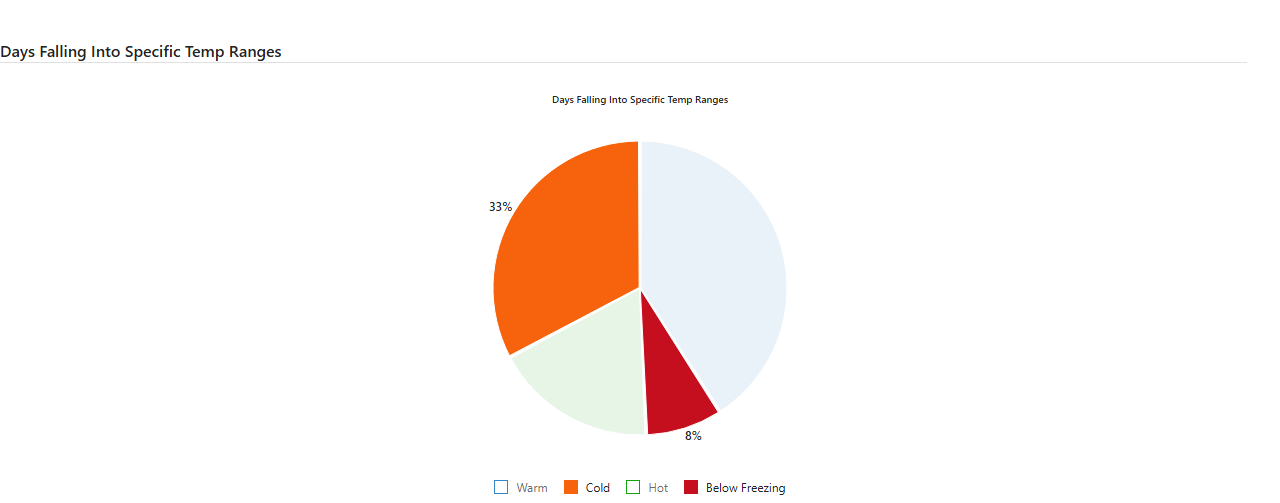 Days Falling Into Specific Temp Ranges
Days Falling Into Specific Temp Ranges
33%
8%
Warm Cold Hot Below Freezing